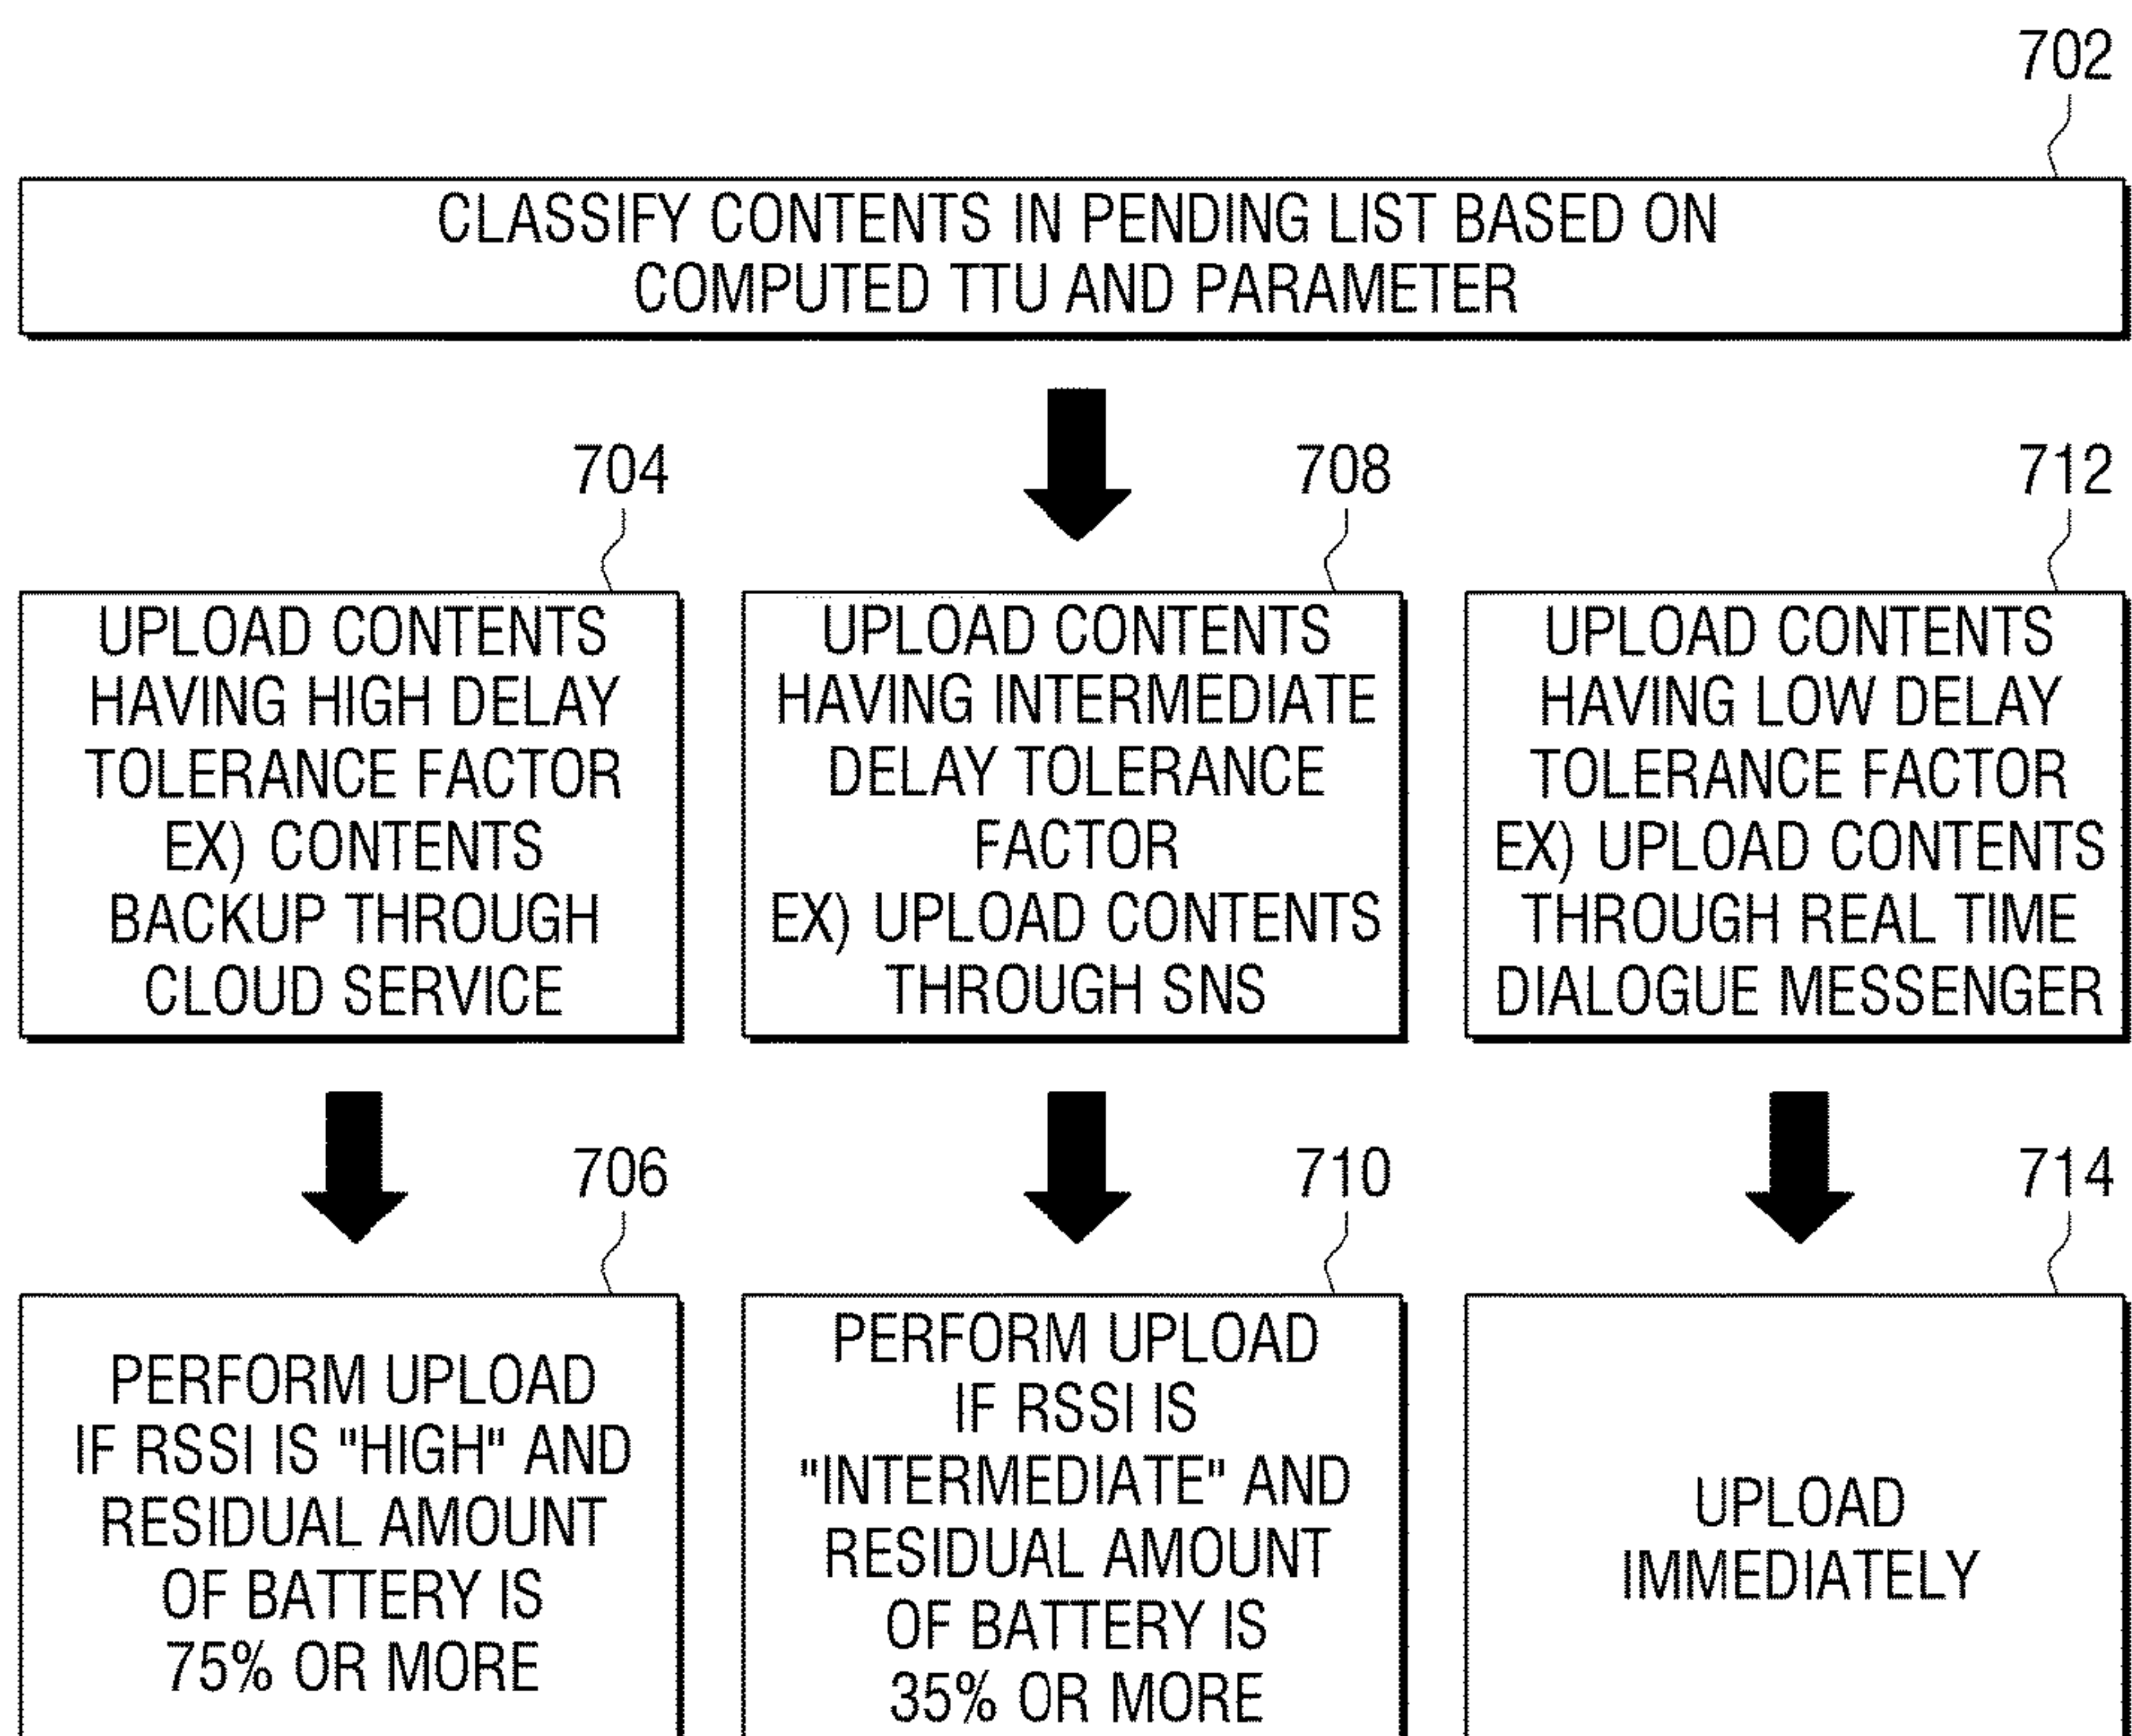 702
CLASSIFY CONTENTS IN PENDING LIST BASED ON
COMPUTED TTU AND PARAMETER
704
UPLOAD CONTENTS
HAVING HIGH DELAY
TOLERANCE FACTOR
EX) CONTENTS
BACKUP THROUGH
CLOUD SERVICE
708
UPLOAD CONTENTS
HAVING INTERMEDIATE
DELAY TOLERANCE
FACTOR
EX) UPLOAD CONTENTS
THROUGH SNS
712
UPLOAD CONTENTS
HAVING LOW DELAY
TOLERANCE FACTOR
EX) UPLOAD CONTENTS
THROUGH REAL TIME
DIALOGUE MESSENGER
706
PERFORM UPLOAD
IF RSSI IS "HIGH" AND
RESIDUAL AMOUNT
OF BATTERY IS
75% OR MORE
710
PERFORM UPLOAD
IF RSSI IS
"INTERMEDIATE" AND
RESIDUAL AMOUNT
OF BATTERY IS
35% OR MORE
714
UPLOAD
IMMEDIATELY